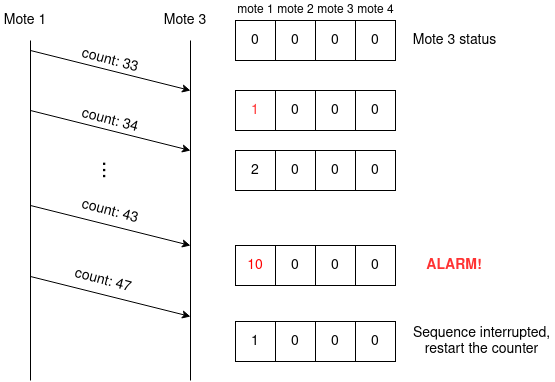 mote 1 mote 2 mote 3 mote 4
Mote 1 Mote 3
0 0 0 0 Mote 3 status
count: 33
1 0 0 0
count: 34
2 0 0 0
...
count: 43
10 0 0 0 ALARM!
count: 47
1 0 0 0 Sequence interrupted,
restart the counter